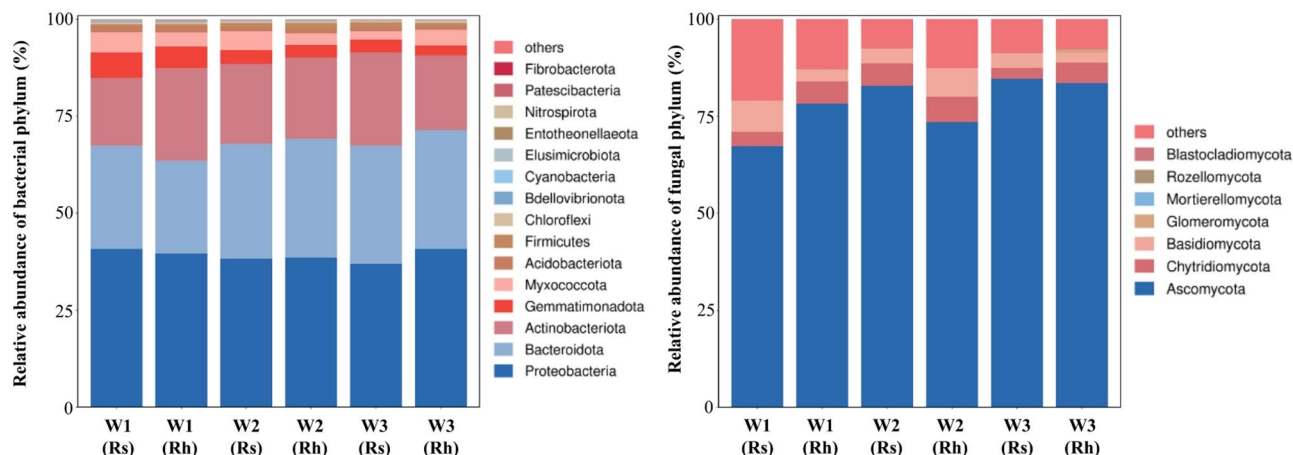 Relative abundance of bacterial phylum (%)
100
75
50
25
0
W1
(Rs)
W1
(Rh)
W2
(Rs)
W2
(Rh)
W3
(Rs)
W3
(Rh)
others
Fibrobacterota
Patescibacteria
Nitrospirota
Entotheonellaeota
Elusimicrobiota
Cyanobacteria
Bdellovibrionota
Chloroflexi
Firmicutes
Acidobacteriota
Myxococcota
Gemmatimonadota
Actinobacteriota
Bacteroidota
Proteobacteria
Relative abundance of fungal phylum (%)
100
75
50
25
0
W1
(Rs)
W1
(Rh)
W2
(Rs)
W2
(Rh)
W3
(Rs)
W3
(Rh)
others
Blastocladiomycota
Rozellomycota
Mortierellomycota
Glomeromycota
Basidiomycota
Chytridiomycota
Ascomycota